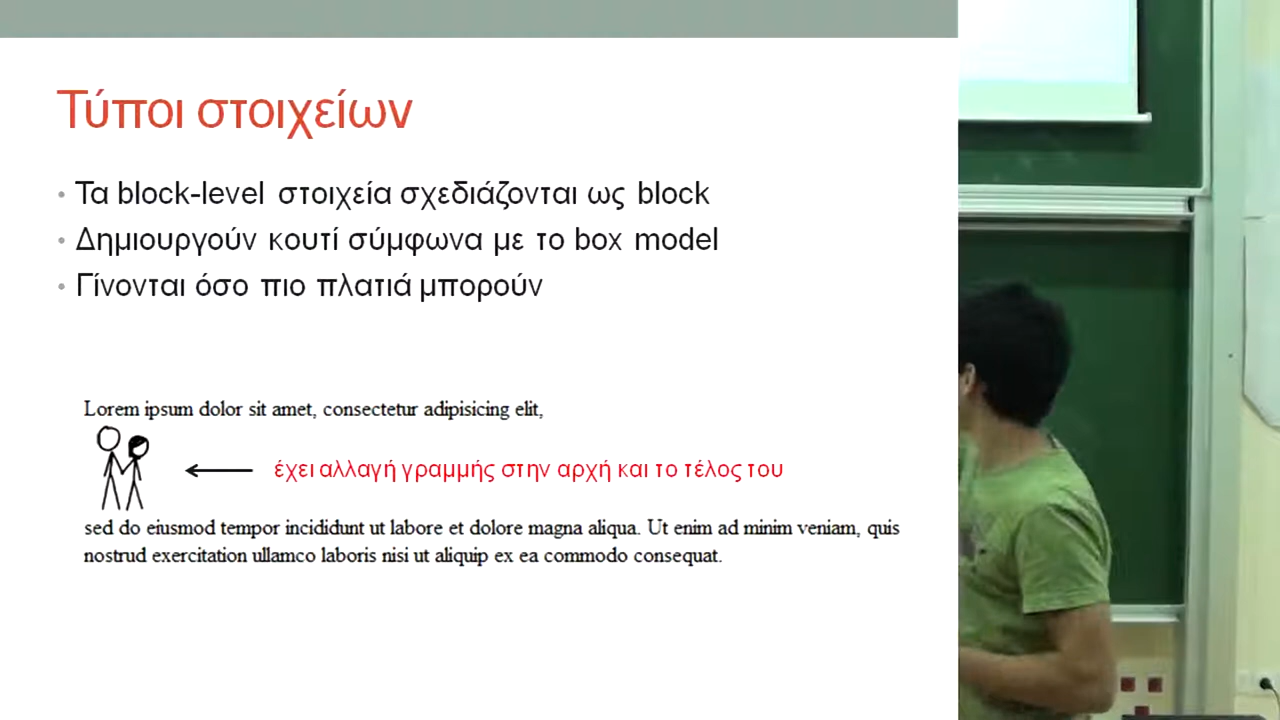 Τύποι στοιχείων
• Τα block-level στοιχεία σχεδιάζονται ως block
• Δημιουργούν κουτί σύμφωνα με το box model
• Γίνονται όσο πιο πλατιά μπορούν
Lorem ipsum dolor sit amet, consectetur adipisicing elit,
έχει αλλαγή γραμμής στην αρχή και το τέλος του
sed do eiusmod tempor incididunt ut labore et dolore magna aliqua. Ut enim ad minim veniam, quis
nostrud exercitation ullamco laboris nisi ut aliquip ex ea commodo consequat.